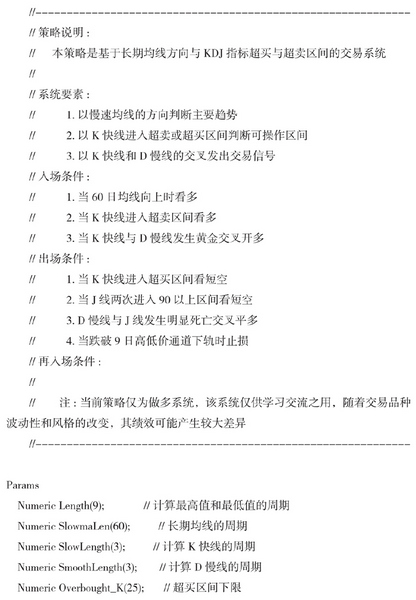 //----------------------------------------------------------------
// 策略说明：
// 本策略是基于长期均线方向与 KDJ 指标超买与超卖区间的交易系统
//
// 系统要素：
// 1. 以慢速均线的方向判断主要趋势
// 2. 以 K 快线进入超卖或超买区间判断可操作区间
// 3. 以 K 快线和 D 慢线的交叉发出交易信号
// 入场条件：
// 1. 当 60 日均线向上时看多
// 2. 当 K 快线进入超卖区间看多
// 3. 当 K 快线与 D 慢线发生黄金交叉开多
// 出场条件：
// 1. 当 K 快线进入超买区间看短空
// 2. 当 J 线两次进入 90 以上区间看短空
// 3. D 慢线与 J 线发生明显死亡交叉平多
// 4. 当跌破 9 日高低价通道下轨时止损
// 再入场条件：
//
// 注：当前策略仅为做多系统，该系统仅供学习交流之用，随着交易品种
波动性和风格的改变，其绩效可能产生较大差异
//----------------------------------------------------------------
Params
Numeric Length(9); // 计算最高值和最低值的周期
Numeric SlowmaLen(60); // 长期均线的周期
Numeric SlowLength(3); // 计算 K 快线的周期
Numeric SmoothLength(3); // 计算 D 慢线的周期
Numeric Overbought_K(25); // 超买区间下限